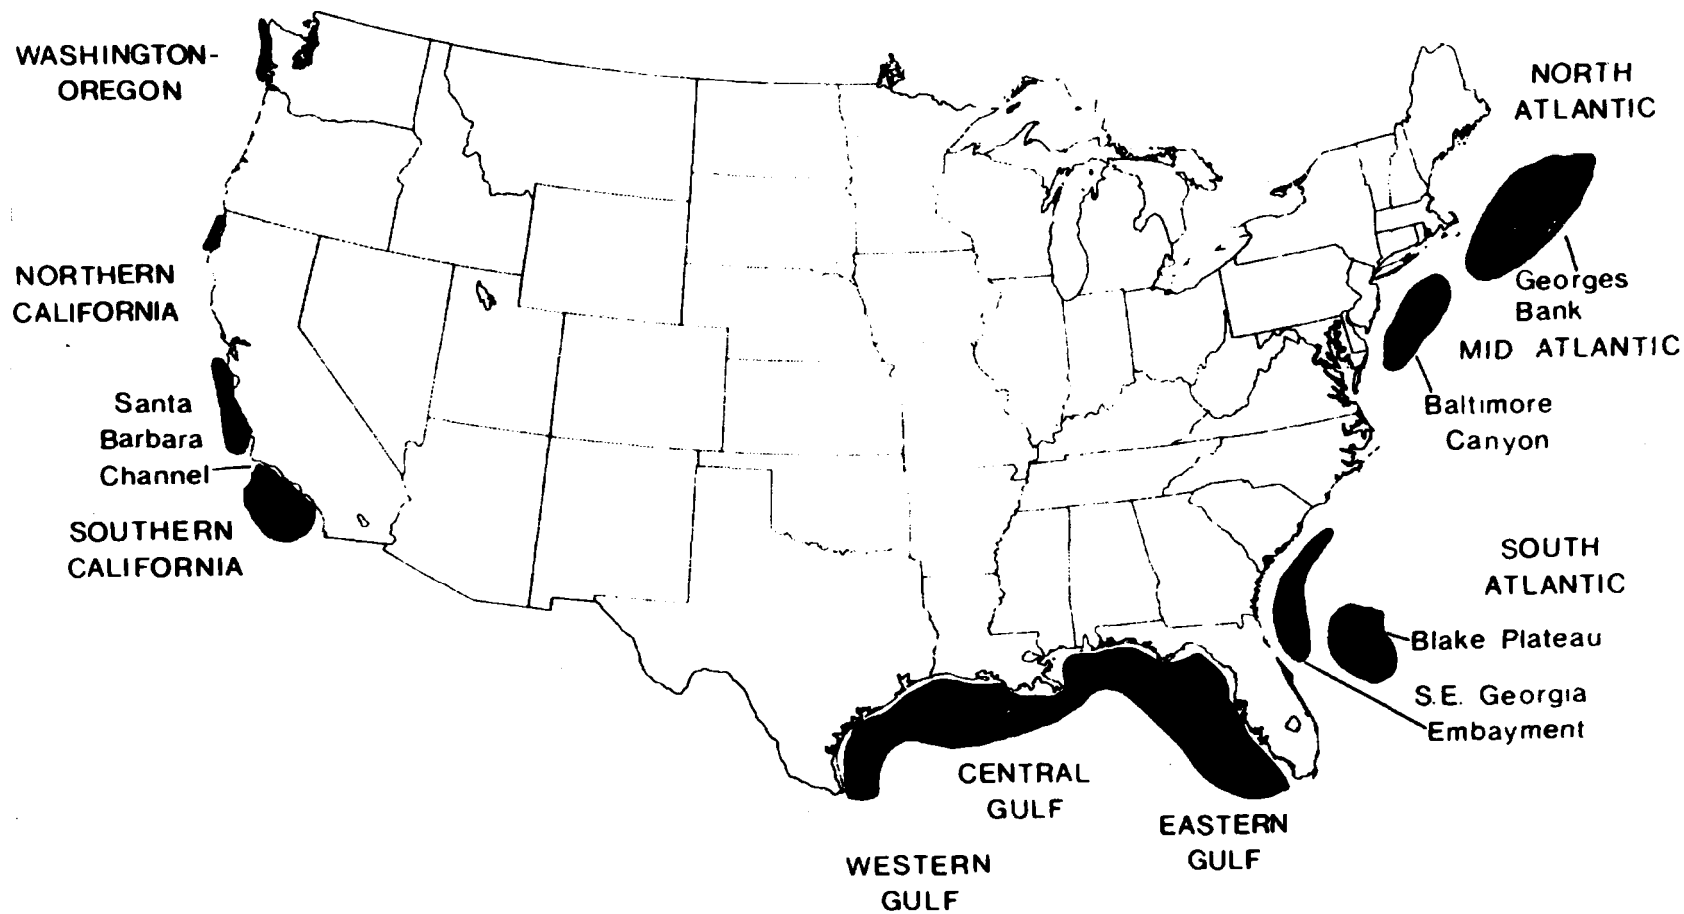 WASHINGTON-
OREGON
NORTH
ATLANTIC
NORTHERN
CALIFORNIA
Georges
Bank
MID ATLANTIC
Santa
Barbara
Channel
Baltimore
Canyon
SOUTHERN
CALIFORNIA
SOUTH
ATLANTIC
Blake Plateau
S.E. Georgia
Embayment
CENTRAL
GULF
EASTERN
GULF
WESTERN
GULF